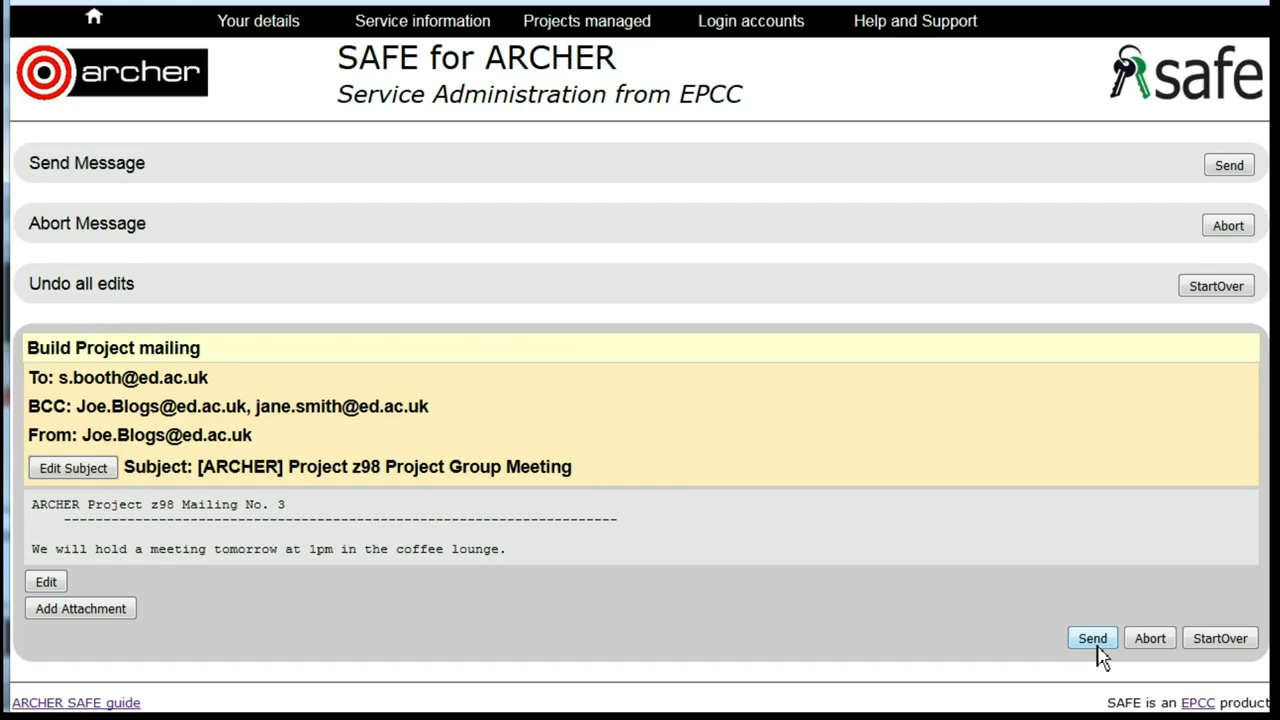 Your details Service information Projects managed Login accounts Help and Support
archer
SAFE for ARCHER
Service Administration from EPCC
safe
Send Message
Send
Abort Message
Abort
Undo all edits
StartOver
Build Project mailing
To: s.booth@ed.ac.uk
BCC: Joe.Blogs@ed.ac.uk, jane.smith@ed.ac.uk
From: Joe.Blogs@ed.ac.uk
Edit Subject Subject: [ARCHER] Project z98 Project Group Meeting
ARCHER Project z98 Mailing No. 3
----------------------------------------------------------------------
We will hold a meeting tomorrow at 1pm in the coffee lounge.
Edit
Add Attachment
Send Abort StartOver
ARCHER SAFE guide
SAFE is an EPCC product